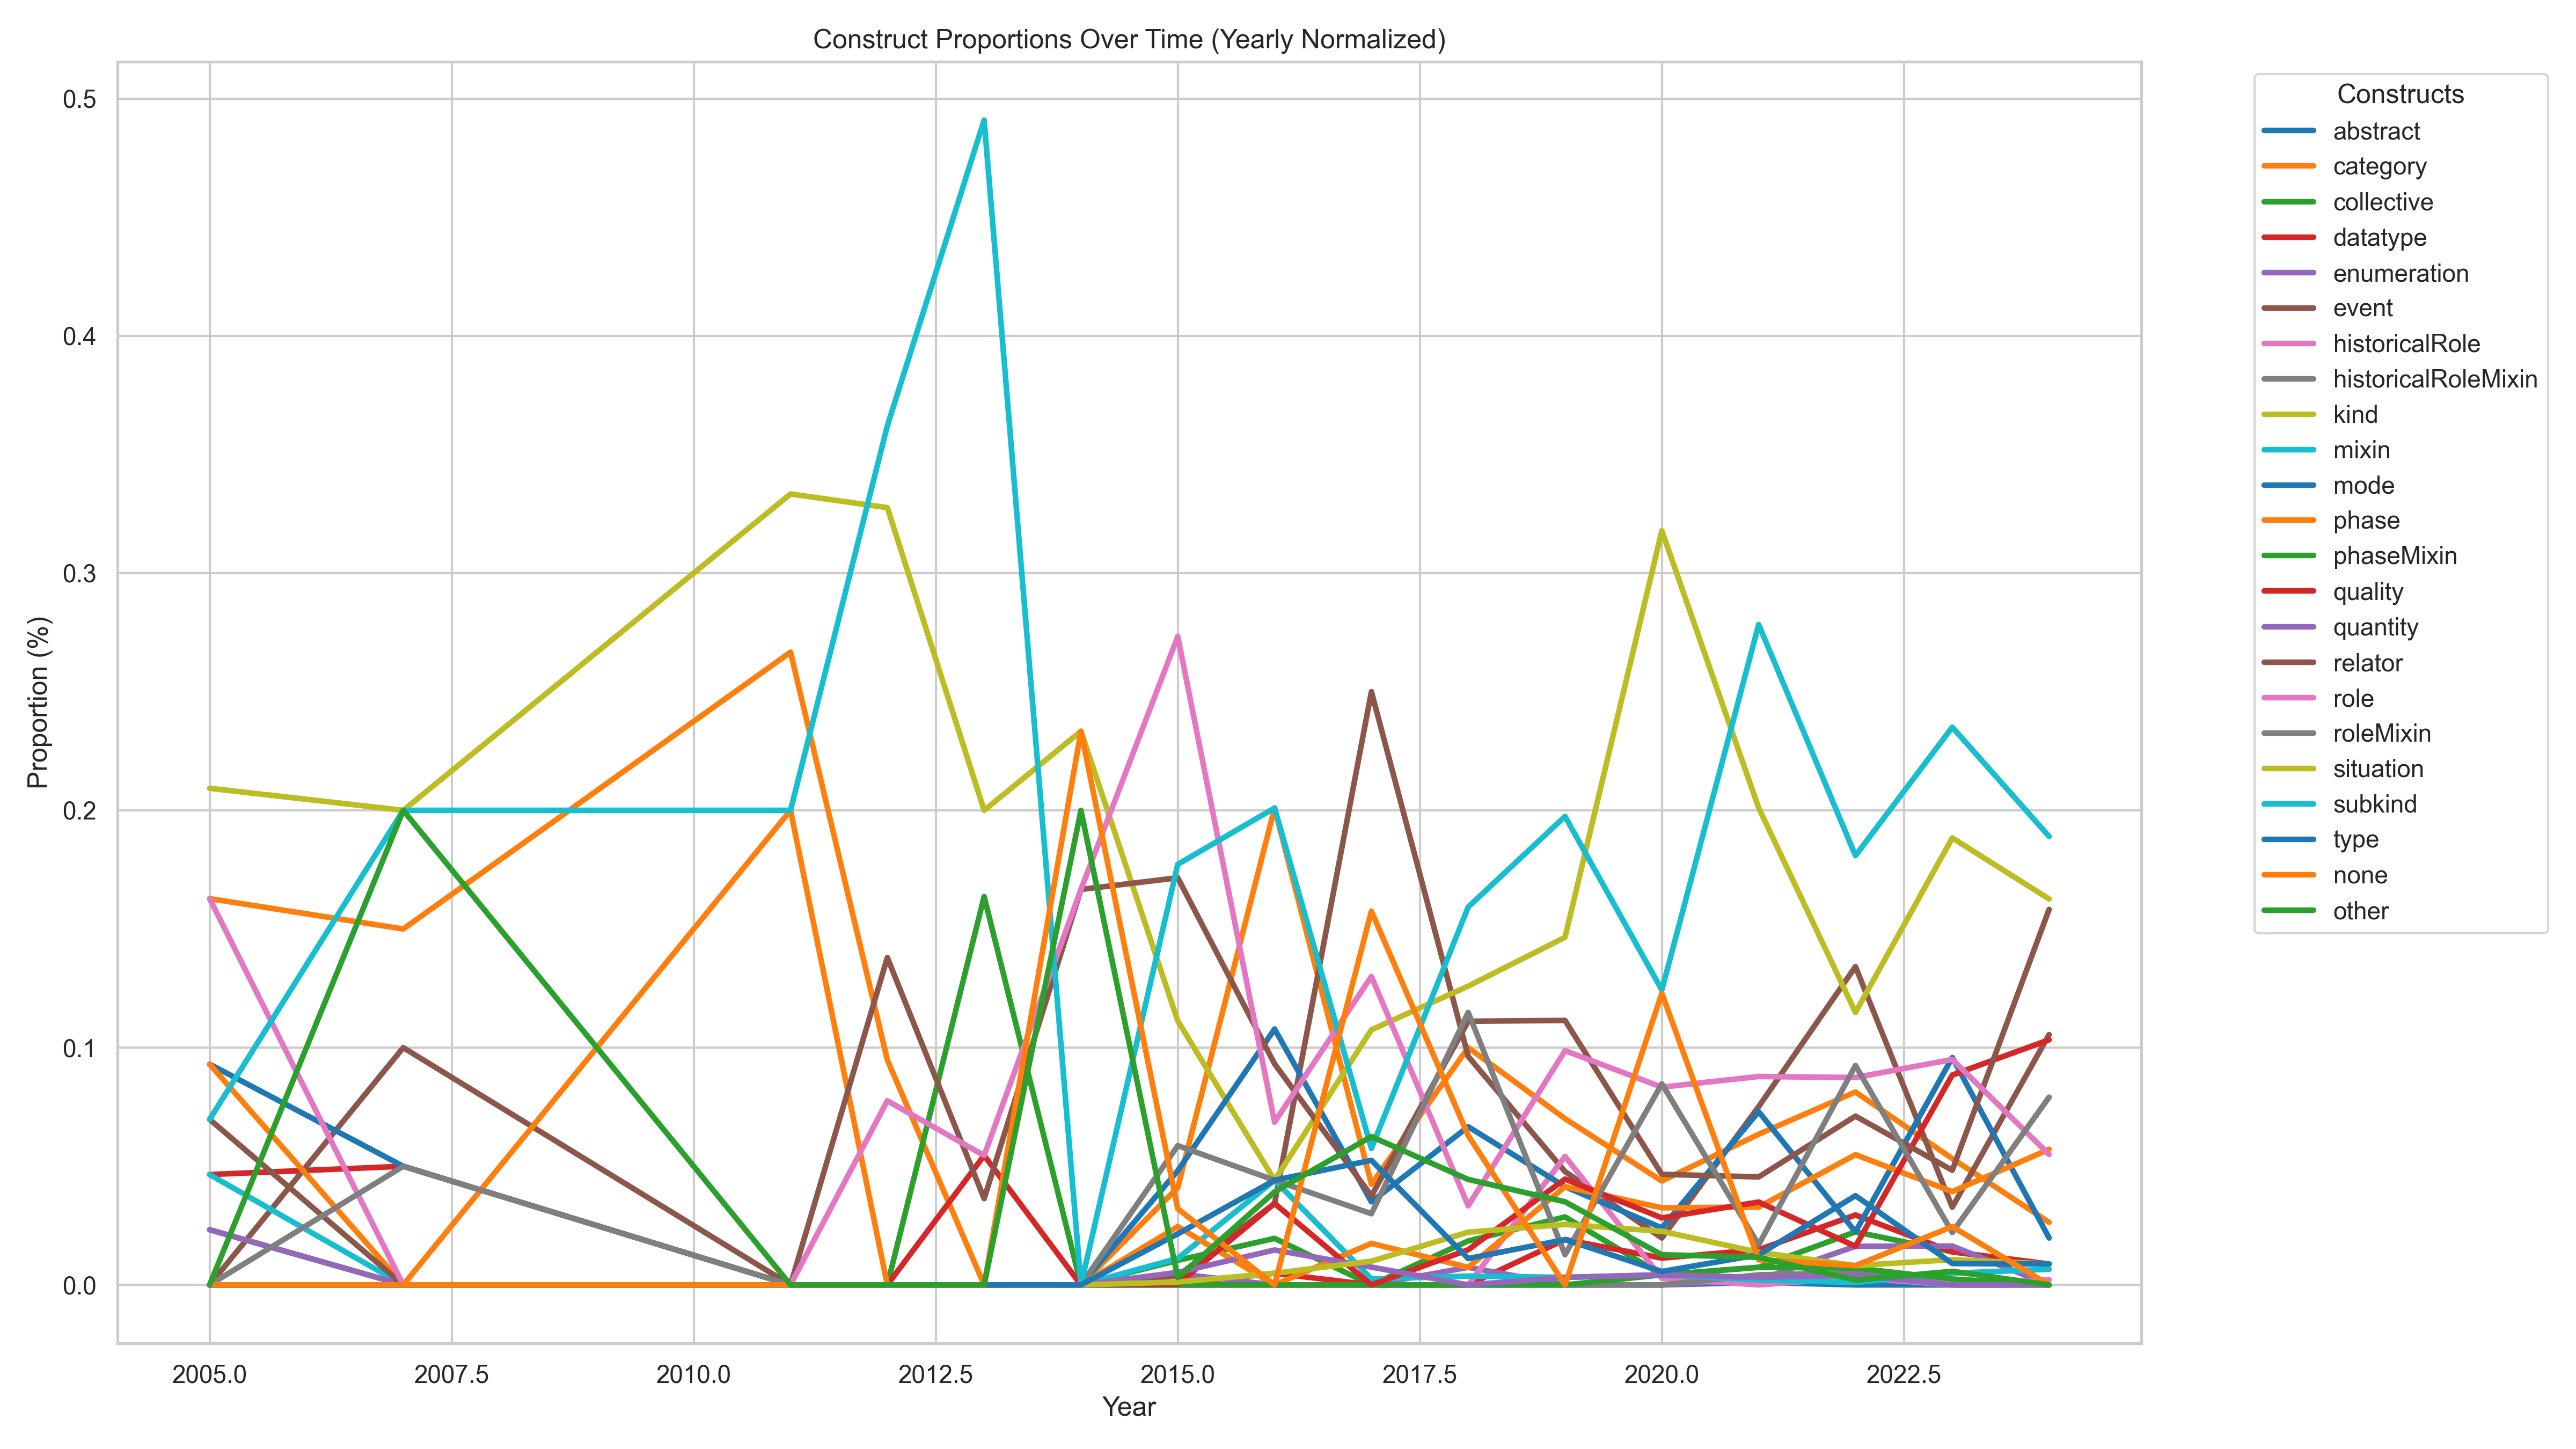 Construct Proportions Over Time (Yearly Normalized)
0.5
0.4
0.3
0.2
0.1
0.0
Proportion (%)
2005.0
2007.5
2010.0
2012.5
2015.0
2017.5
2020.0
2022.5
Year
Constructs
abstract
category
collective
datatype
enumeration
event
historicalRole
historicalRoleMixin
kind
mixin
mode
phase
phaseMixin
quality
quantity
relator
role
roleMixin
situation
subkind
type
none
other